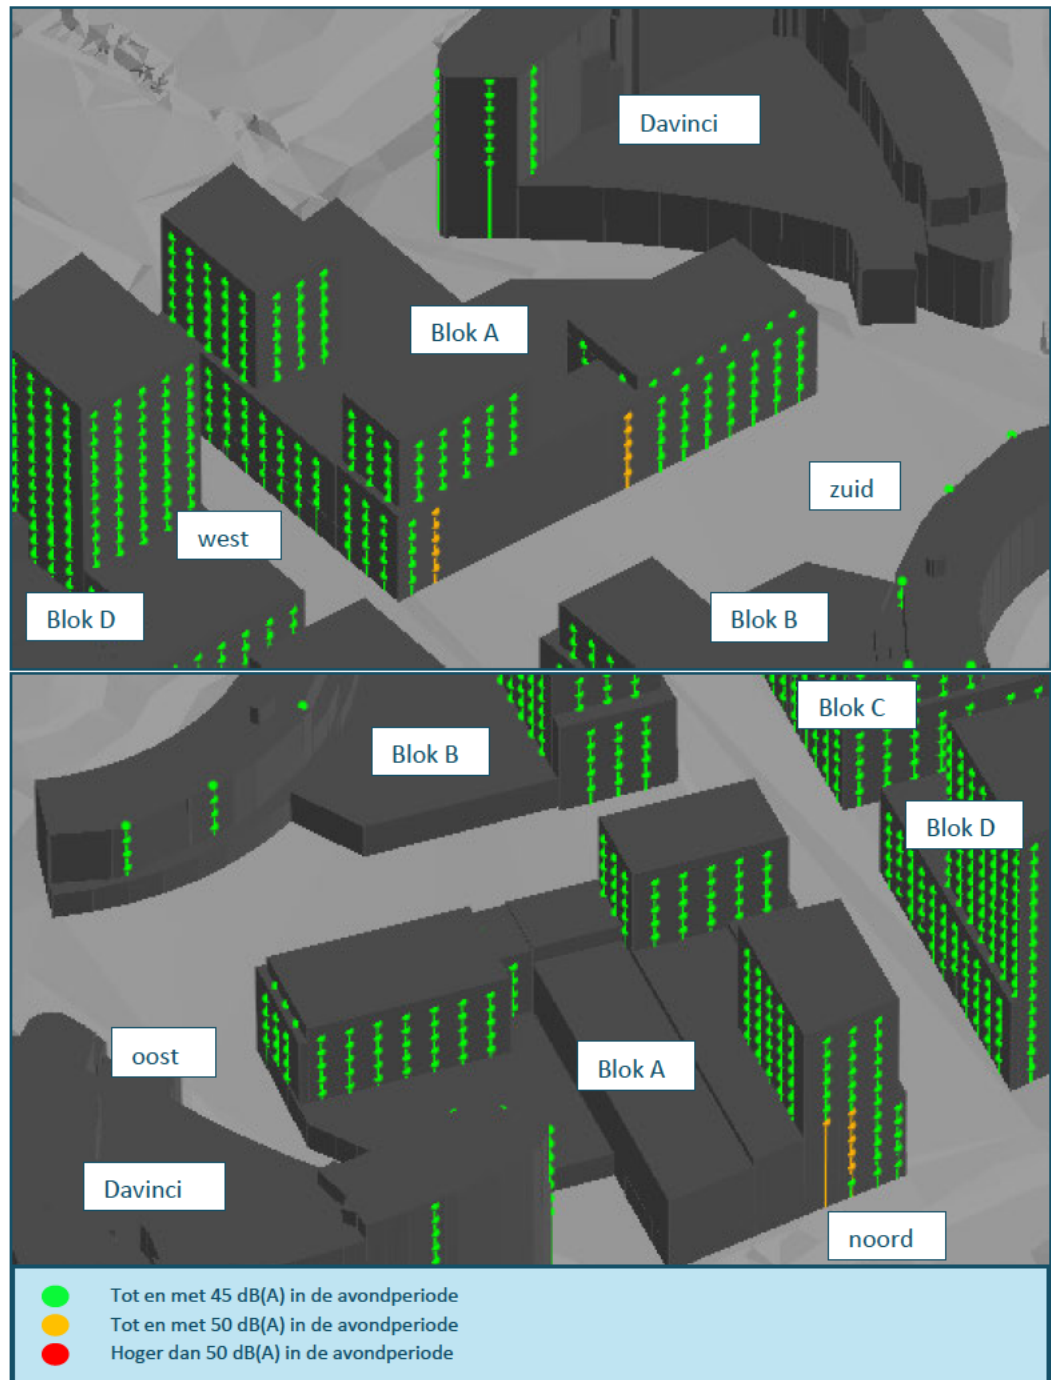 Davinci
Blok A
zuid
west
Blok D
Blok B
Blok C
Blok B
Blok D
oost
Blok A
Davinci
noord
Tot en met 45 dB(A) in de avondperiode
Tot en met 50 dB(A) in de avondperiode
Hoger dan 50 dB(A) in de avondperiode